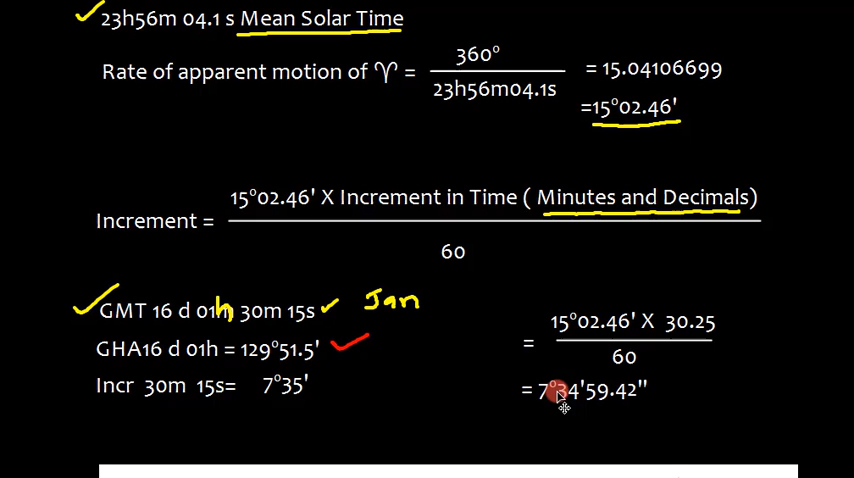 23h56m 04.1 s Mean Solar Time
Rate of apparent motion of ♈ = 360° / 23h56m04.1s = 15.04106699
=15°02.46'
Increment = 15°02.46' X Increment in Time ( Minutes and Decimals) / 60
GMT 16 d 01h 30m 15s Jan
GHA16 d 01h = 129°51.5'
Incr 30m 15s= 7°35'
= 15°02.46' X 30.25 / 60
= 7°34'59.42"